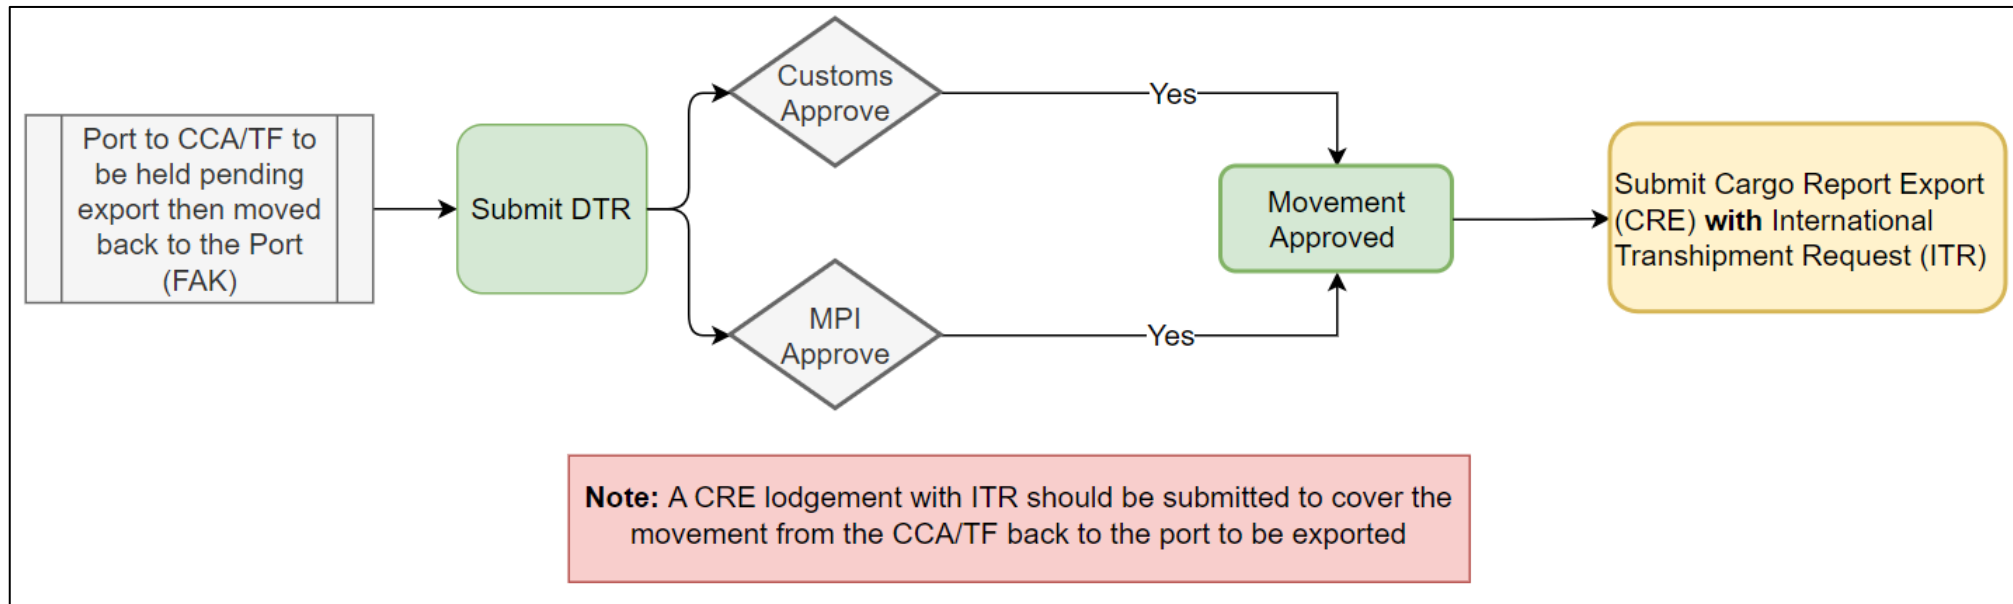 Port to CCA/TF to
be held pending
export then moved
back to the Port
(FAK)
Submit DTR
Customs
Approve
Yes
MPI
Approve
Yes
Movement
Approved
Submit Cargo Report Export
(CRE) with International
Transhipment Request (ITR)
Note: A CRE lodgement with ITR should be submitted to cover the
movement from the CCA/TF back to the port to be exported